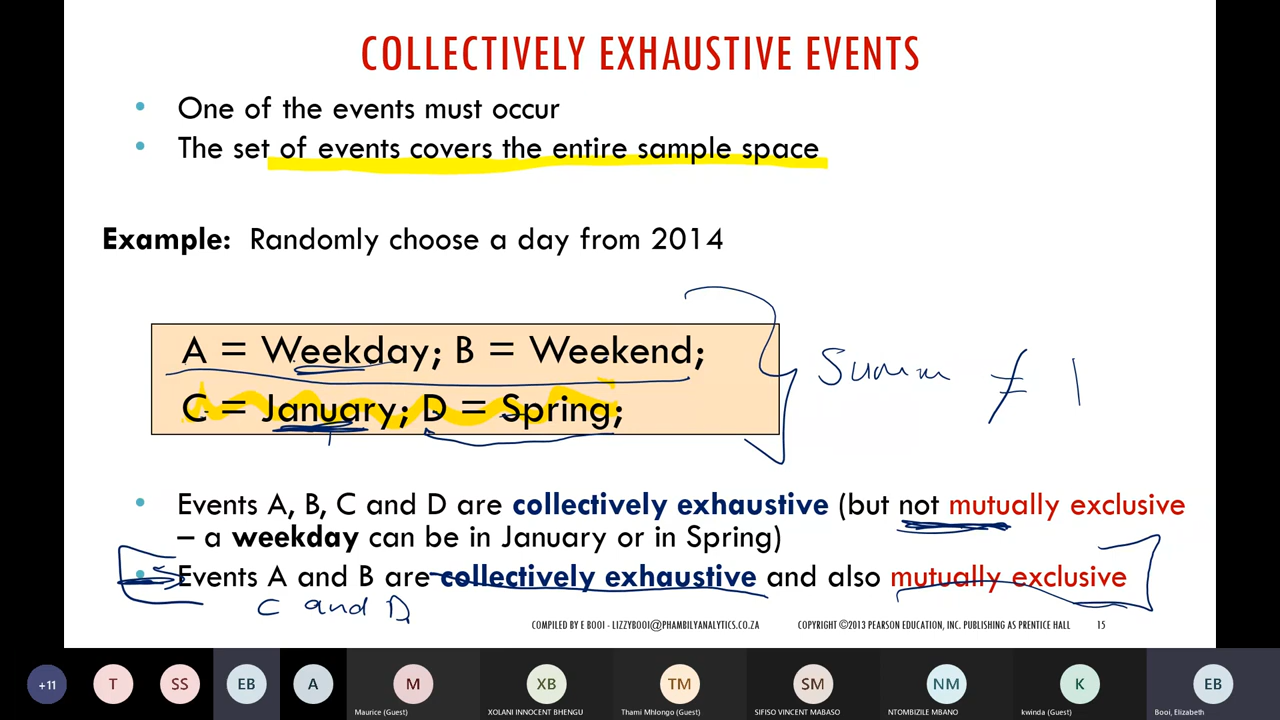 COLLECTIVELY EXHAUSTIVE EVENTS
• One of the events must occur
• The set of events covers the entire sample space
Example: Randomly choose a day from 2014
A = Weekday; B = Weekend;
C = January; D = Spring;
Summ ≠ 1
• Events A, B, C and D are collectively exhaustive (but not mutually exclusive
– a weekday can be in January or in Spring)
• Events A and B are collectively exhaustive and also mutually exclusive
C and D
COMPILED BY E BOOI - LIZZYBOOI@PHAMBILYANALYTICS.CO.ZA
COPYRIGHT ©2013 PEARSON EDUCATION, INC. PUBLISHING AS PRENTICE HALL
15
+11
T
SS
EB
A
M
XB
TM
SM
NM
K
EB
Maurice (Guest)
XOLANI INNOCENT BHENGU
Thami Mhlongo (Guest)
SIFISO VINCENT MABASO
NTOMBIZILE MBANO
kwinda (Guest)
Booi, Elizabeth